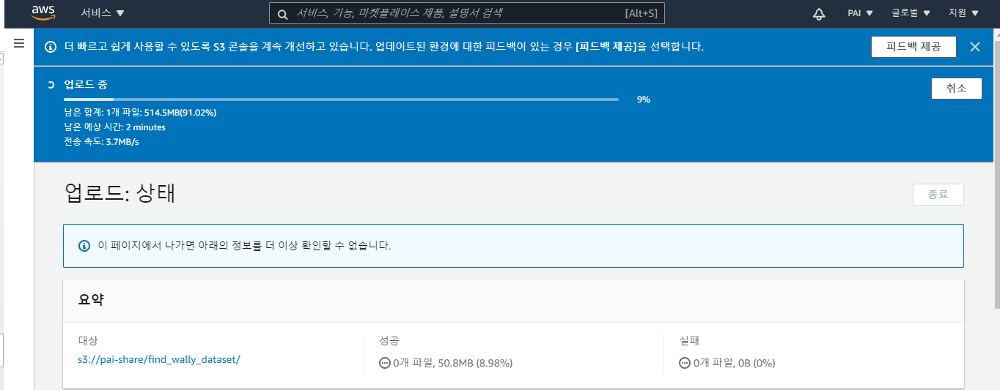 aws 서비스 ▼ 서비스, 기능, 마켓플레이스 제품, 설명서 검색 [Alt+S] PAI ▼ 글로벌 ▼ 지원 ▼
더 빠르고 쉽게 사용할 수 있도록 S3 콘솔을 계속 개선하고 있습니다. 업데이트된 환경에 대한 피드백이 있는 경우 [피드백 제공]을 선택합니다. 피드백 제공
업로드 중 취소
9%
남은 합계: 1개 파일: 514.5MB(91.02%)
남은 예상 시간: 2 minutes
전송 속도: 3.7MB/s
업로드: 상태 종료
이 페이지에서 나가면 아래의 정보를 더 이상 확인할 수 없습니다.
요약
대상 성공 실패
s3://pai-share/find_wally_dataset/ 0개 파일, 50.8MB (8.98%) 0개 파일, 0B (0%)